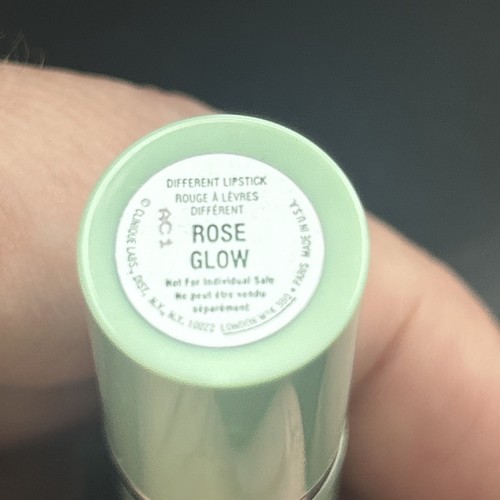 DIFFERENT LIPSTICK
ROUGE À LÈVRES
DIFFÉRENT
ROSE
GLOW
Not For Individual Sale
Ne peut être vendu
séparément
AC1
© CLINIQUE LABS., DIST. N.Y., N.Y. 10022 LONDON W1K 3BQ • PARIS MADE IN U.S.A.